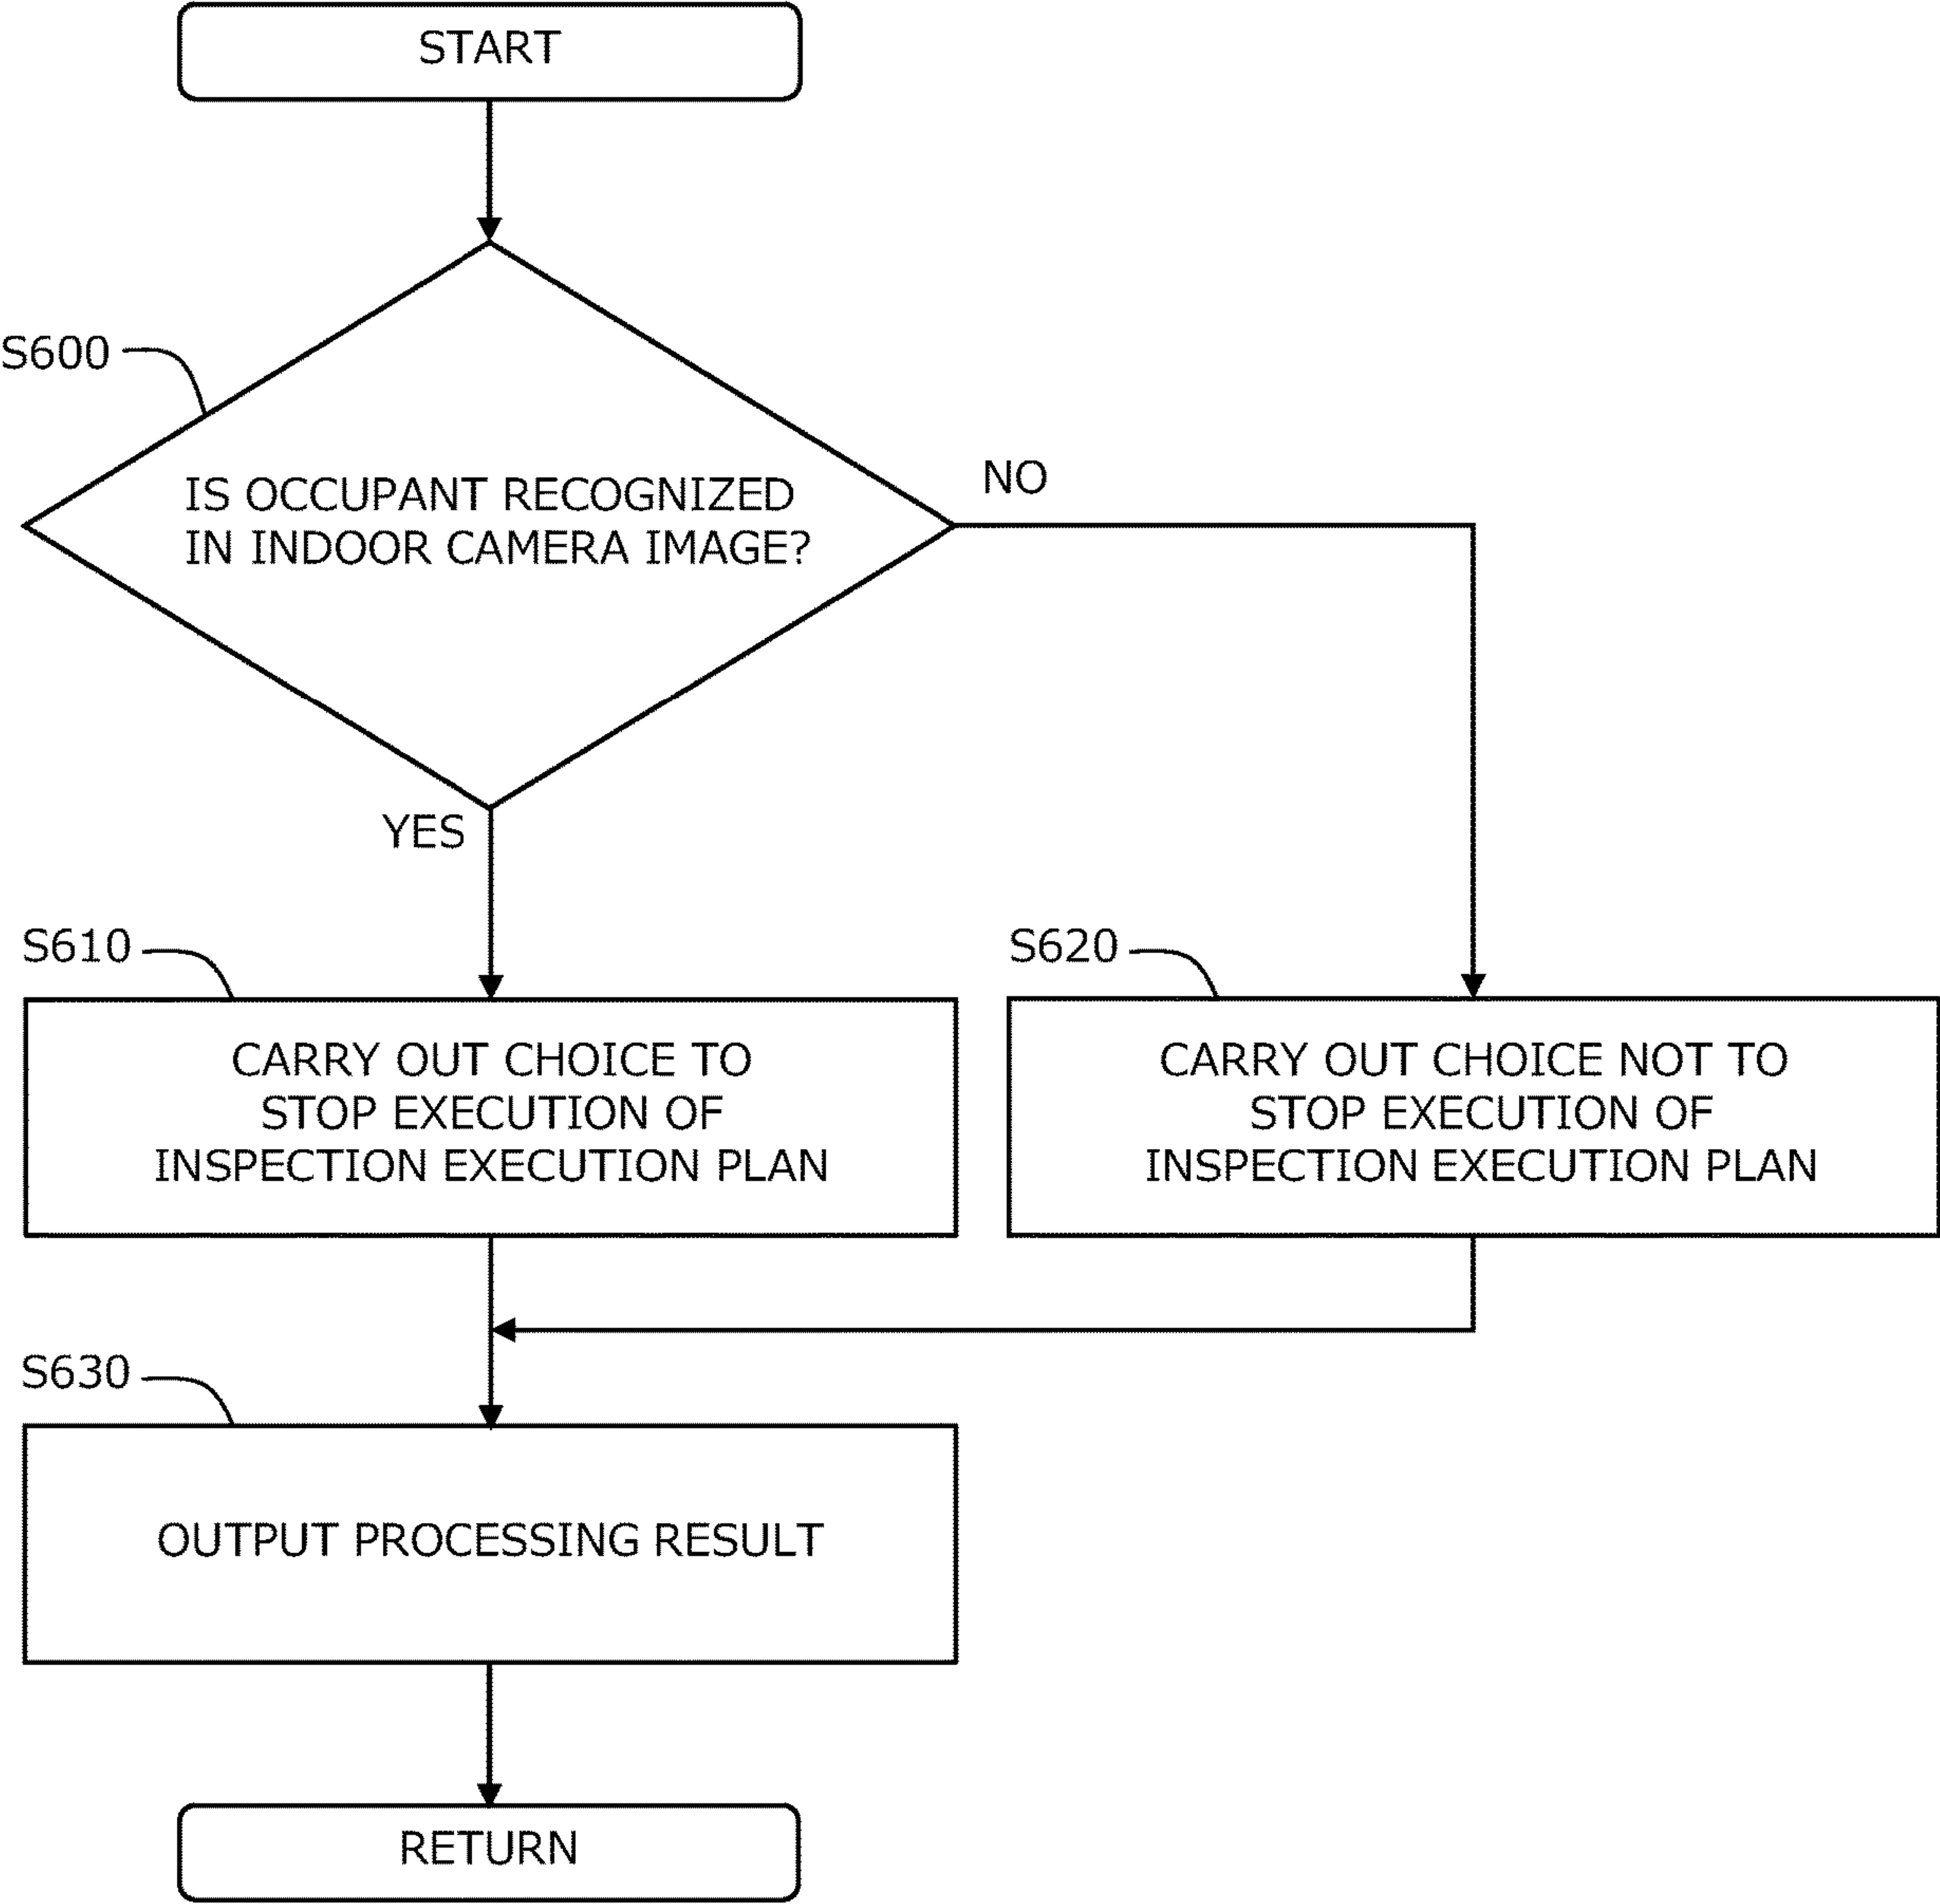 START
S600
IS OCCUPANT RECOGNIZED
IN INDOOR CAMERA IMAGE?
NO
YES
S610
CARRY OUT CHOICE TO
STOP EXECUTION OF
INSPECTION EXECUTION PLAN
S620
CARRY OUT CHOICE NOT TO
STOP EXECUTION OF
INSPECTION EXECUTION PLAN
S630
OUTPUT PROCESSING RESULT
RETURN